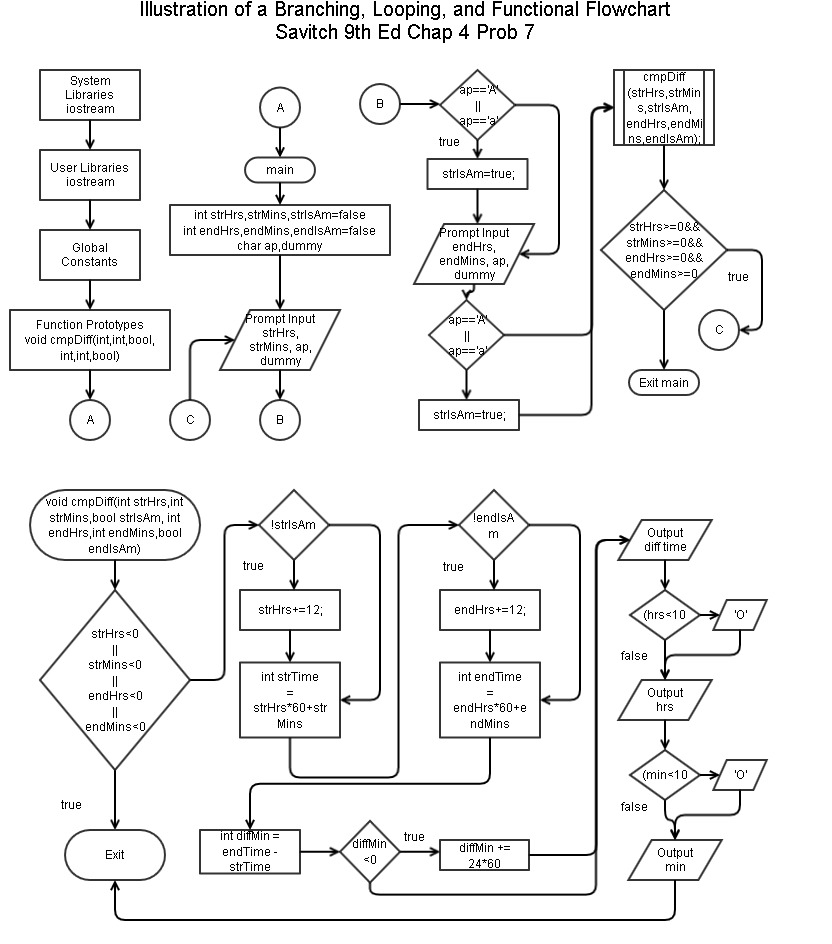 Illustration of a Branching, Looping, and Functional Flowchart
Savitch 9th Ed Chap 4 Prob 7
System
Libraries
iostream
User Libraries
iostream
Global
Constants
Function Prototypes
void cmpDiff(int,int,bool,
int,int,bool)
A
A
main
int strHrs,strMins,strIsAm=false
int endHrs,endMins,endIsAm=false
char ap,dummy
Prompt Input
strHrs,
strMins, ap,
dummy
C
B
B
ap=='A'
||
ap=='a'
true
strIsAm=true;
Prompt Input
endHrs,
endMins, ap,
dummy
ap=='A'
||
ap=='a'
strIsAm=true;
cmpDiff
(strHrs,strMin
s,strIsAm,
endHrs,endMi
ns,endIsAm);
strHrs>=0&&
strMins>=0&&
endHrs>=0&&
endMins>=0
true
C
Exit main
void cmpDiff(int strHrs,int
strMins,bool strIsAm, int
endHrs,int endMins,bool
endIsAm)
strHrs<0
||
strMins<0
||
endHrs<0
||
endMins<0
true
Exit
!strIsAm
true
strHrs+=12;
int strTime
=
strHrs*60+str
Mins
!endIsA
m
true
endHrs+=12;
int endTime
=
endHrs*60+e
ndMins
int diffMin =
endTime -
strTime
diffMin
<0
true
diffMin +=
24*60
Output
diff time
(hrs<10
'O'
false
Output
hrs
(min<10
'O'
false
Output
min